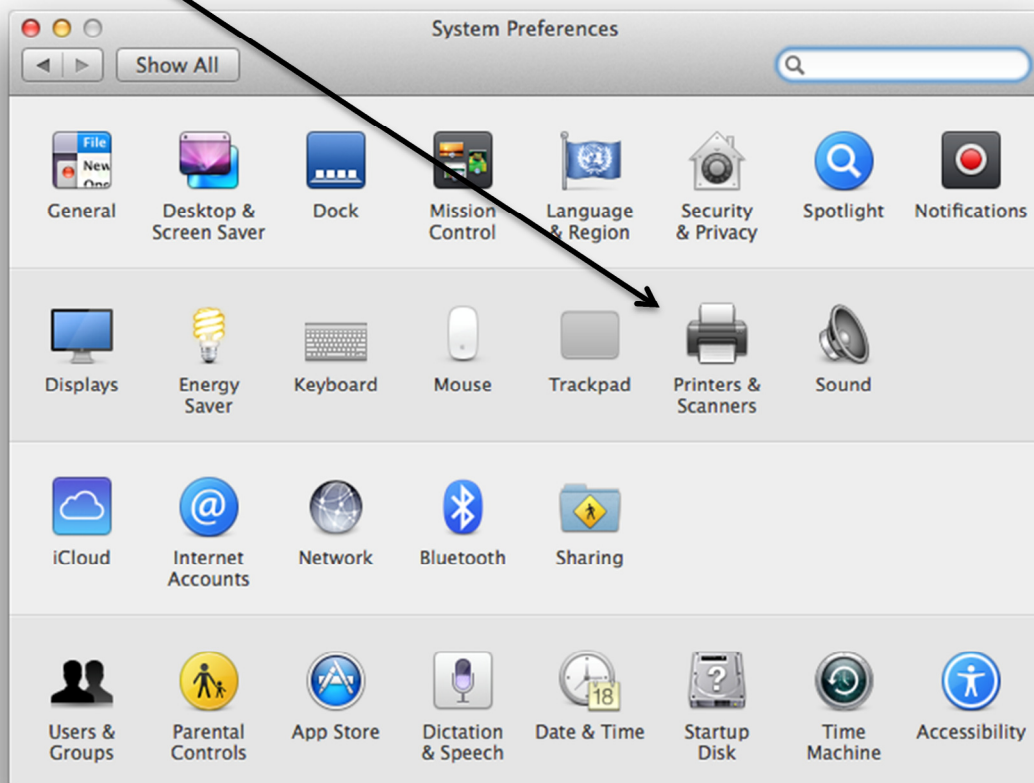 System Preferences
Show All
File
New
Ope
General
Desktop &
Screen Saver
Dock
Mission
Control
Language
& Region
Security
& Privacy
Spotlight
Notifications
Displays
Energy
Saver
Keyboard
Mouse
Trackpad
Printers &
Scanners
Sound
iCloud
@
Internet
Accounts
Network
Bluetooth
Sharing
18
?
Users &
Groups
Parental
Controls
App Store
Dictation
& Speech
Date & Time
Startup
Disk
Time
Machine
Accessibility